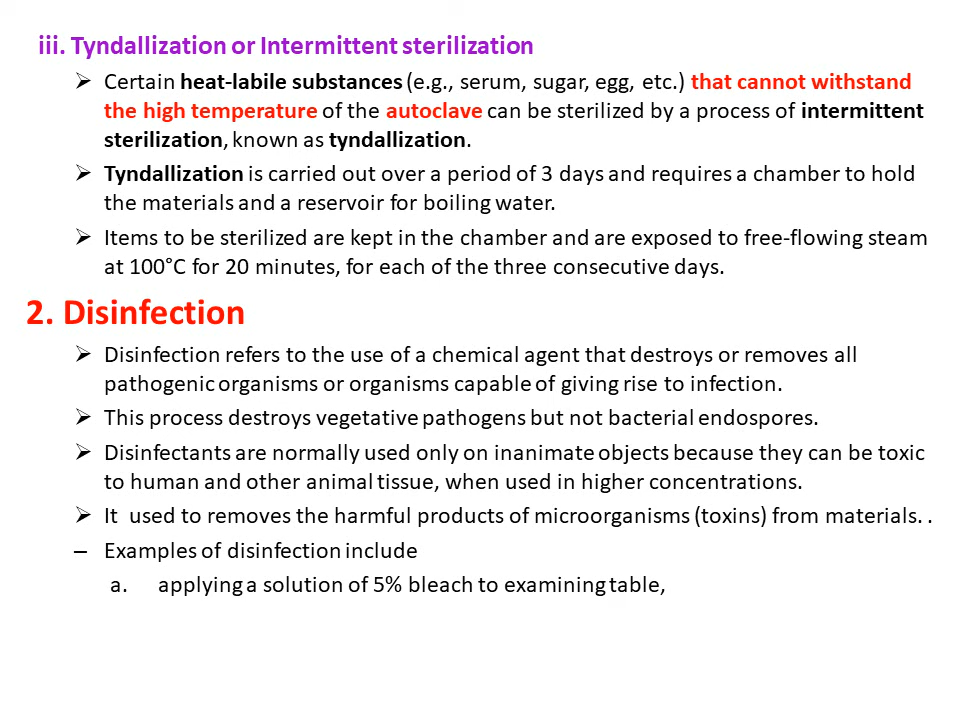 iii. Tyndallization or Intermittent sterilization
➢ Certain heat-labile substances (e.g., serum, sugar, egg, etc.) that cannot withstand
the high temperature of the autoclave can be sterilized by a process of intermittent
sterilization, known as tyndallization.
➢ Tyndallization is carried out over a period of 3 days and requires a chamber to hold
the materials and a reservoir for boiling water.
➢ Items to be sterilized are kept in the chamber and are exposed to free-flowing steam
at 100°C for 20 minutes, for each of the three consecutive days.
2. Disinfection
➢ Disinfection refers to the use of a chemical agent that destroys or removes all
pathogenic organisms or organisms capable of giving rise to infection.
➢ This process destroys vegetative pathogens but not bacterial endospores.
➢ Disinfectants are normally used only on inanimate objects because they can be toxic
to human and other animal tissue, when used in higher concentrations.
➢ It used to removes the harmful products of microorganisms (toxins) from materials. .
– Examples of disinfection include
a. applying a solution of 5% bleach to examining table,